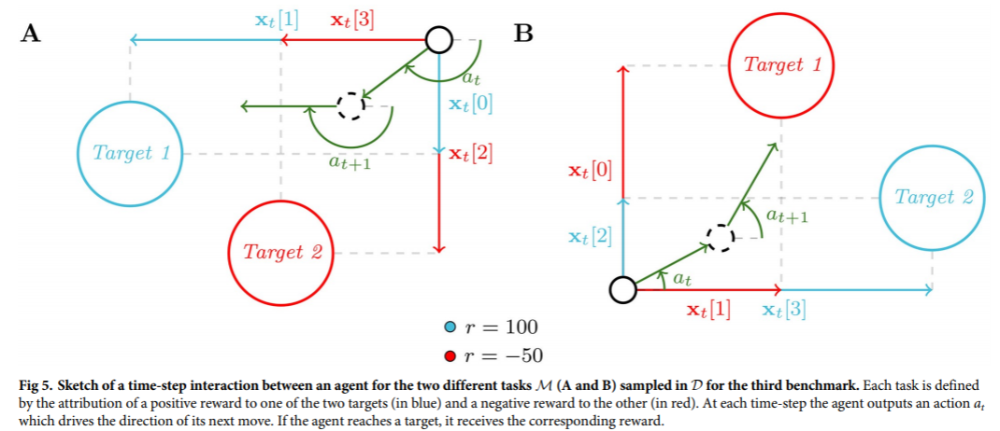 A
x_t[1] x_t[3]
a_t
x_t[0]
Target 1
a_{t+1}
x_t[2]
Target 2
B
Target 1
x_t[0]
Target 2
x_t[2]
a_{t+1}
a_t
x_t[1] x_t[3]
r = 100
r = −50
Fig 5. Sketch of a time-step interaction between an agent for the two different tasks ℳ (A and B) sampled in 𝒟 for the third benchmark. Each task is defined
by the attribution of a positive reward to one of the two targets (in blue) and a negative reward to the other (in red). At each time-step the agent outputs an action a_t
which drives the direction of its next move. If the agent reaches a target, it receives the corresponding reward.